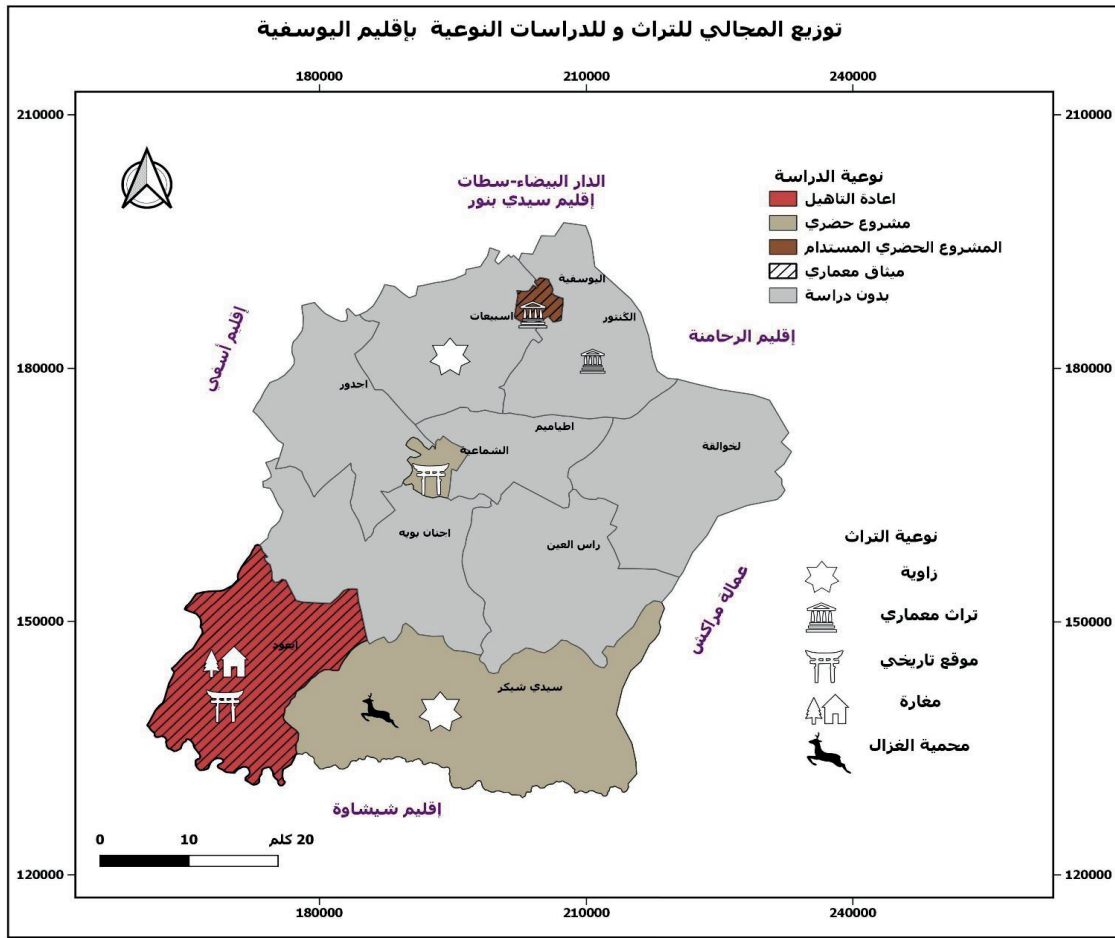 توزيع المجالي للتراث و للدراسات النوعية بإقليم اليوسفية
180000
210000
240000
210000
210000
الدار البيضاء-سطات
إقليم سيدي بنور
نوعية الدراسة
اعادة التاهيل
مشروع حضري
المشروع الحضري المستدام
ميثاق معماري
بدون دراسة
اليوسفية
الكنتور
اسبيعات
إقليم أسفي
إقليم الرحامنة
180000
180000
اجدور
اطياميم
الشماعية
لخوالقة
اجنان بويه
راس العين
نوعية التراث
زاوية
تراث معماري
موقع تاريخي
مغارة
محمية الغزال
عمالة مراكش
150000
150000
إيغود
سيدي شيكر
إقليم شيشاوة
0
10
20 كلم
120000
120000
180000
210000
240000